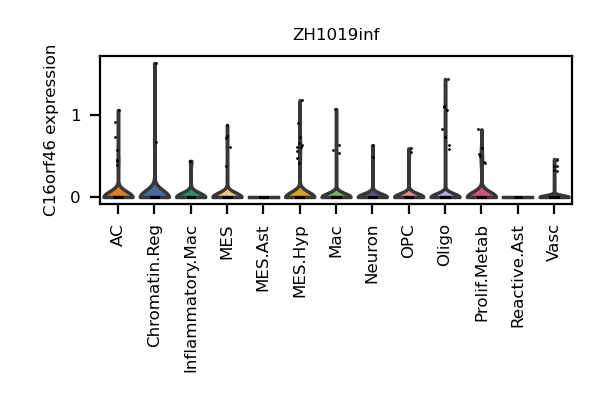 ZH1019inf
C16orf46 expression
1
0
AC
Chromatin.Reg
Inflammatory.Mac
MES
MES.Ast
MES.Hyp
Mac
Neuron
OPC
Oligo
Prolif.Metab
Reactive.Ast
Vasc